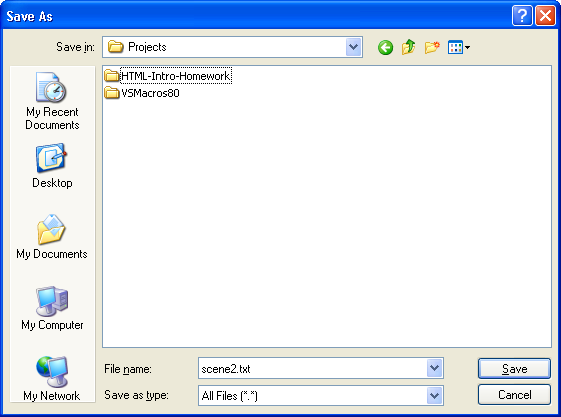 Save As
Save in:
Projects
My Recent
Documents
Desktop
My Documents
My Computer
My Network
HTML-Intro-Homework
VSMacros80
File name:
scene2.txt
Save
Save as type:
All Files (*.*)
Cancel